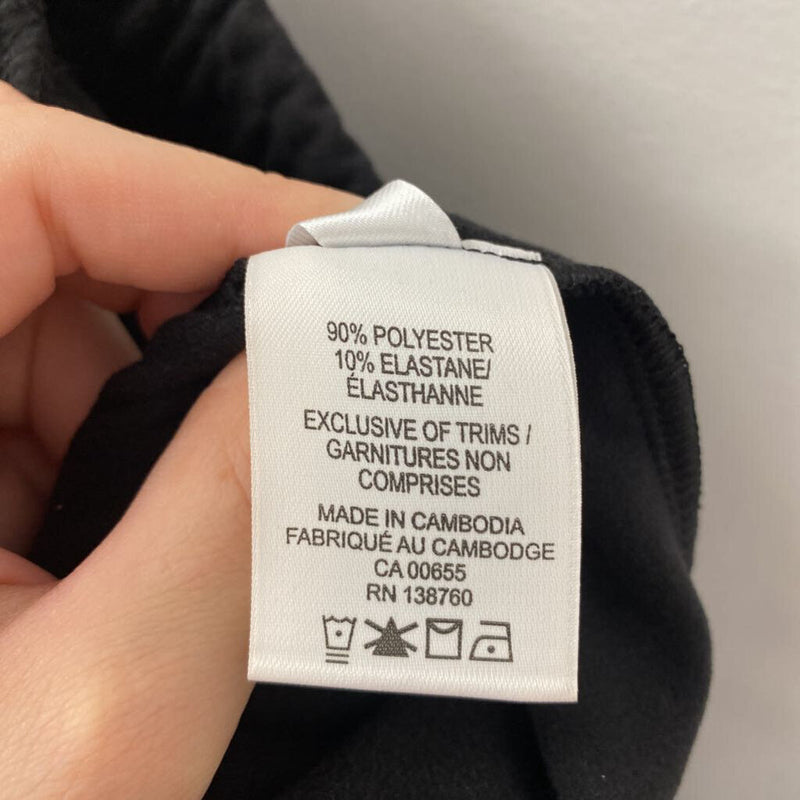 90% POLYESTER
10% ELASTANE/
ÉLASTHANNE
EXCLUSIVE OF TRIMS /
GARNITURES NON
COMPRISES
MADE IN CAMBODIA
FABRIQUÉ AU CAMBODGE
CA 00655
RN 138760